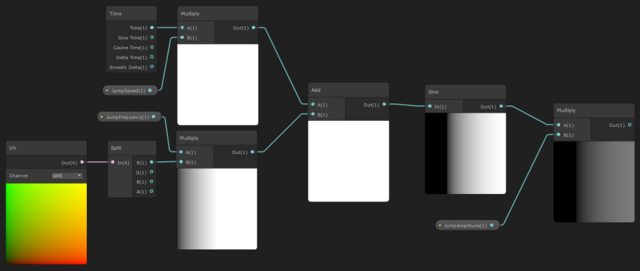 Time
Time(1)
Sine Time(1)
Cosine Time(1)
Delta Time(1)
Smooth Delta(1)
JumpSpeed(1)
Multiply
A(1) Out(1)
B(1)
JumpFrequency(1)
UV
Out(4)
Channel UV0
Split
In(4) R(1)
G(1)
B(1)
A(1)
Multiply
A(1) Out(1)
B(1)
Add
A(1) Out(1)
B(1)
Sine
In(1) Out(1)
JumpAmplitude(1)
Multiply
A(1) Out(1)
B(1)